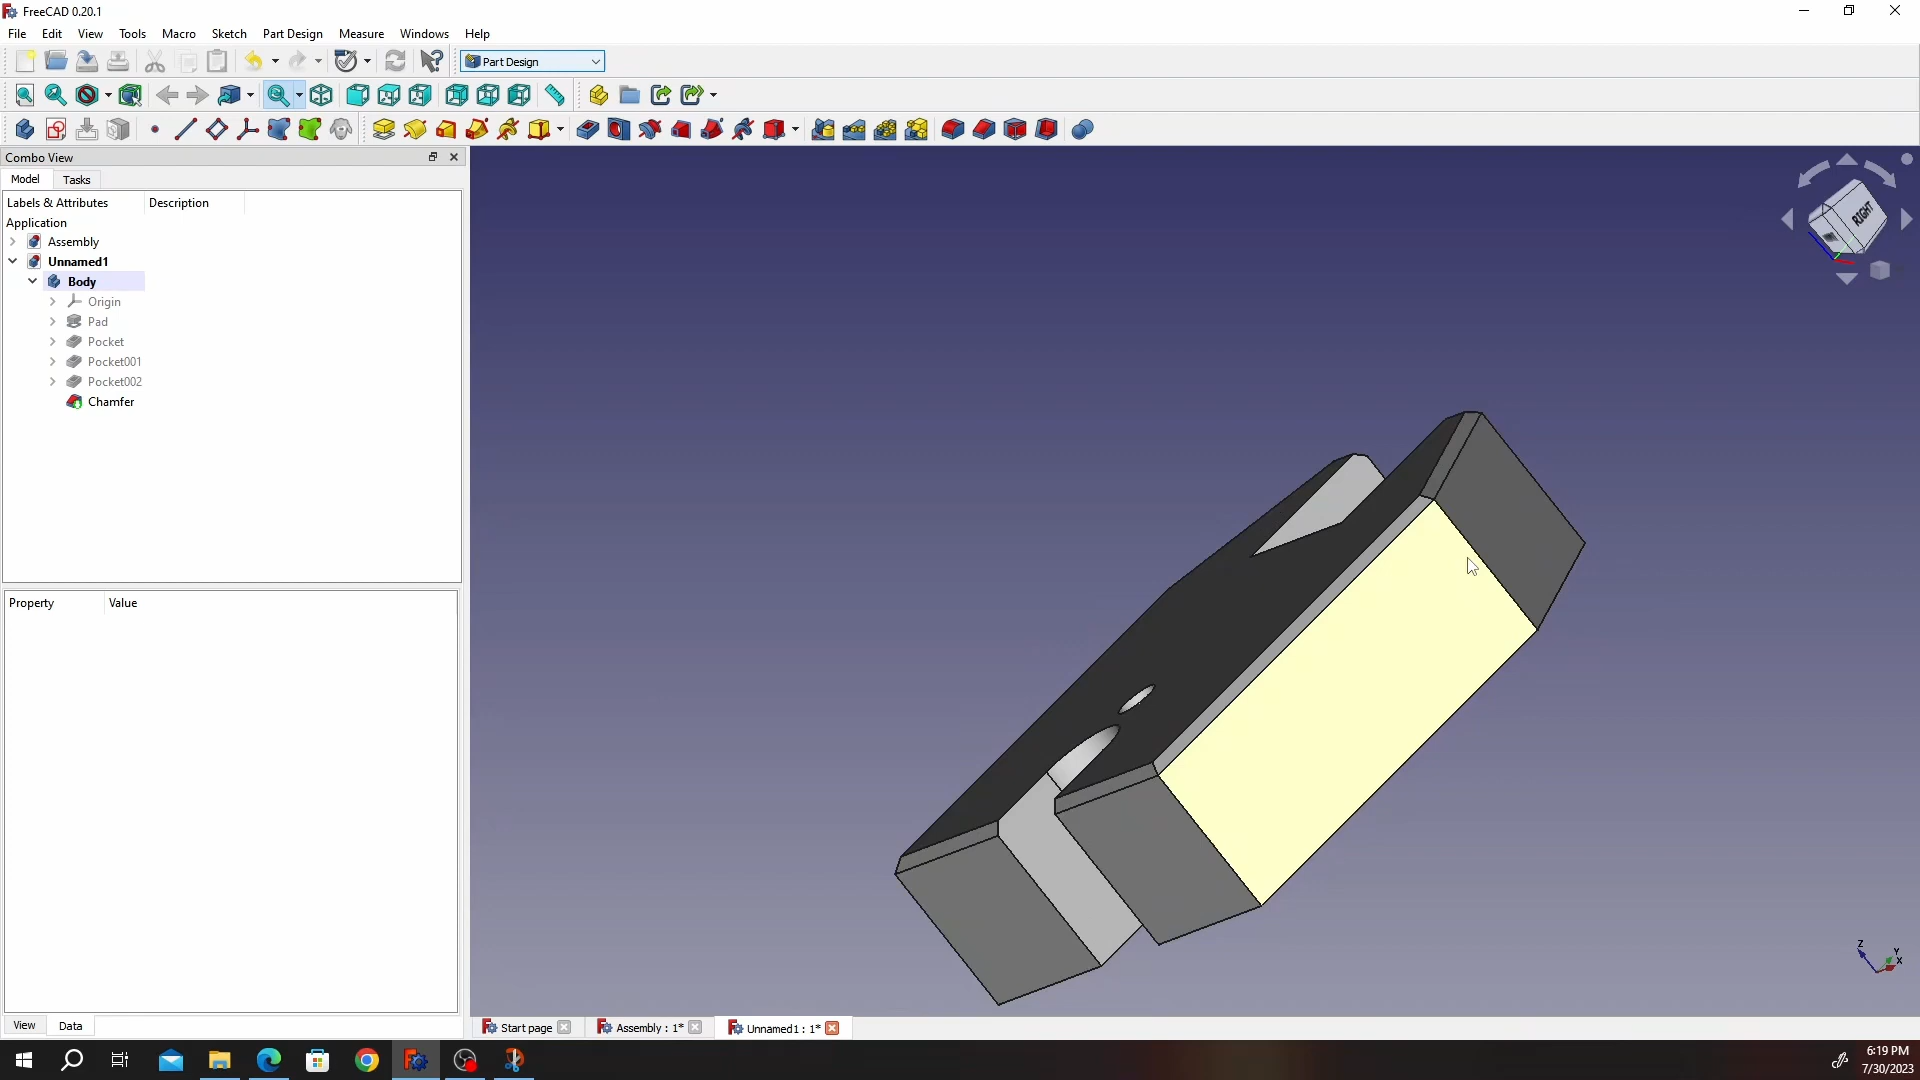 FreeCAD 0.20.1
File Edit View Tools Macro Sketch Part Design Measure Windows Help
Part Design
Combo View
Model Tasks
Labels & Attributes Description
Application
Assembly
Unnamed1
Body
Origin
Pad
Pocket
Pocket001
Pocket002
Chamfer
RIGHT
Property Value
Z
Y
X
View Data
Start page Assembly : 1* Unnamed1 : 1*
6:19 PM
7/30/2023